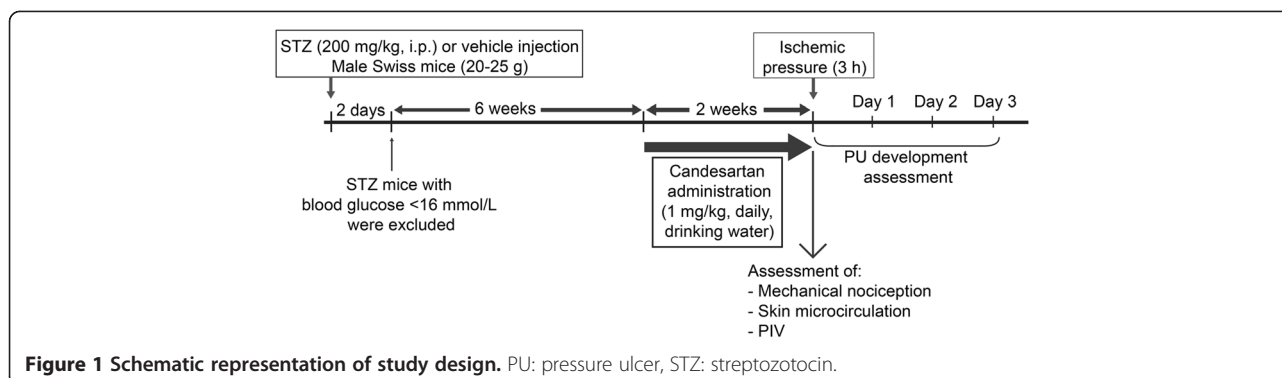 STZ (200 mg/kg, i.p.) or vehicle injection
Male Swiss mice (20-25 g)
Ischemic
pressure (3 h)
2 days
6 weeks
2 weeks
Day 1
Day 2
Day 3
STZ mice with
blood glucose <16 mmol/L
were excluded
Candesartan
administration
(1 mg/kg, daily,
drinking water)
PU development
assessment
Assessment of:
- Mechanical nociception
- Skin microcirculation
- PIV
Figure 1 Schematic representation of study design. PU: pressure ulcer, STZ: streptozotocin.